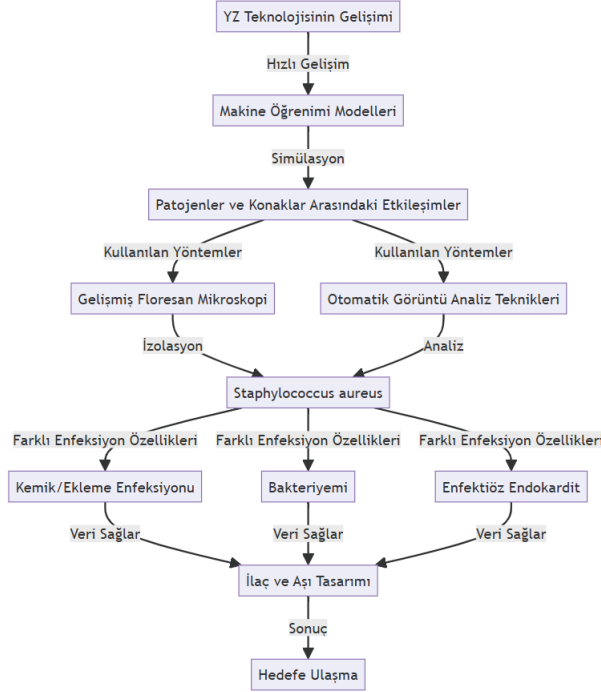 YZ Teknolojisinin Gelişimi
Hızlı Gelişim
Makine Öğrenimi Modelleri
Simülasyon
Patojenler ve Konaklar Arasındaki Etkileşimler
Kullanılan Yöntemler
Kullanılan Yöntemler
Gelişmiş Floresan Mikroskopi
Otomatik Görüntü Analiz Teknikleri
İzolasyon
Analiz
Staphylococcus aureus
Farklı Enfeksiyon Özellikleri
Farklı Enfeksiyon Özellikleri
Farklı Enfeksiyon Özellikleri
Kemik/Ekleme Enfeksiyonu
Bakteriyemi
Enfektiöz Endokardit
Veri Sağlar
Veri Sağlar
Veri Sağlar
İlaç ve Aşı Tasarımı
Sonuç
Hedefe Ulaşma